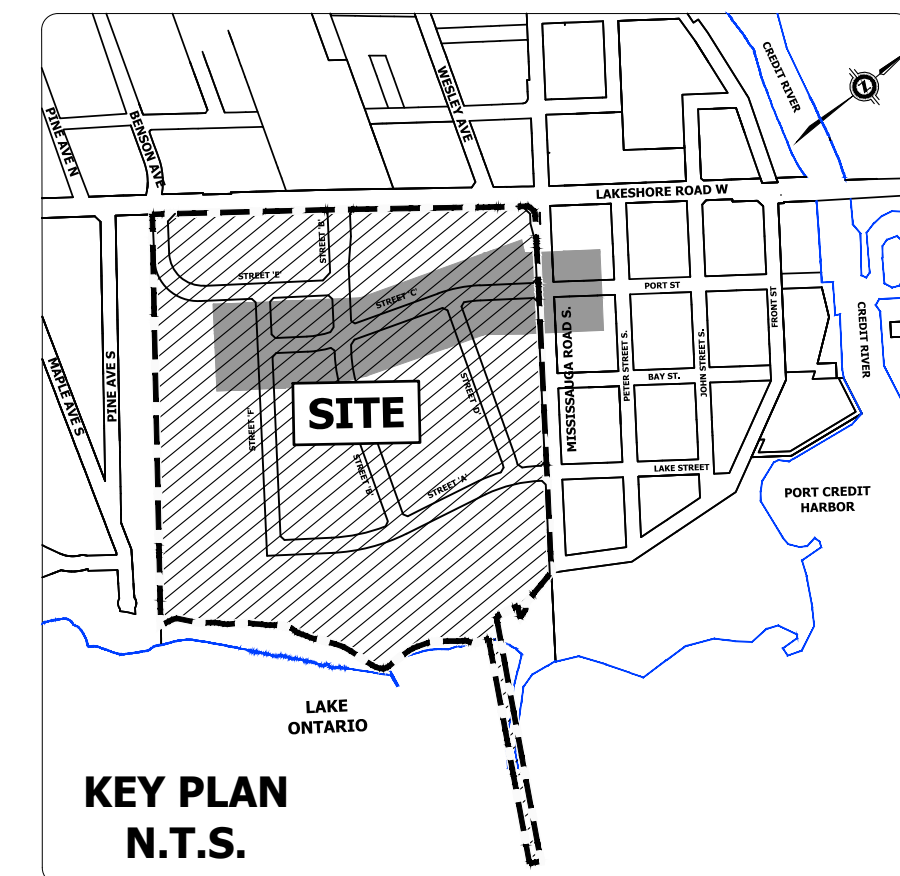 CREDIT RIVER
WESLEY AVE
PINE AVE N
BENSON AVE
LAKESHORE ROAD W
STREET 'E'
STREET 'E'
PORT ST
STREET 'C'
FRONT ST
CREDIT RIVER
MISSISSAUGA ROAD S.
PETER STREET S.
JOHN STREET S.
BAY ST.
MAPLE AVE S
PINE AVE S
SITE
STREET 'D'
STREET 'F'
STREET 'B'
STREET 'A'
LAKE STREET
PORT CREDIT
HARBOR
LAKE
ONTARIO
KEY PLAN
N.T.S.